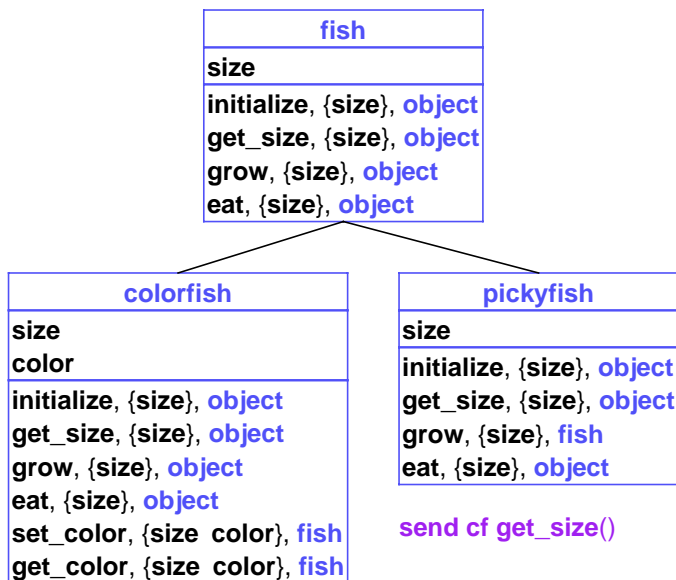 fish
size
initialize, {size}, object
get_size, {size}, object
grow, {size}, object
eat, {size}, object
colorfish
size
color
initialize, {size}, object
get_size, {size}, object
grow, {size}, object
eat, {size}, object
set_color, {size color}, fish
get_color, {size color}, fish
pickyfish
size
initialize, {size}, object
get_size, {size}, object
grow, {size}, fish
eat, {size}, object
send cf get_size()